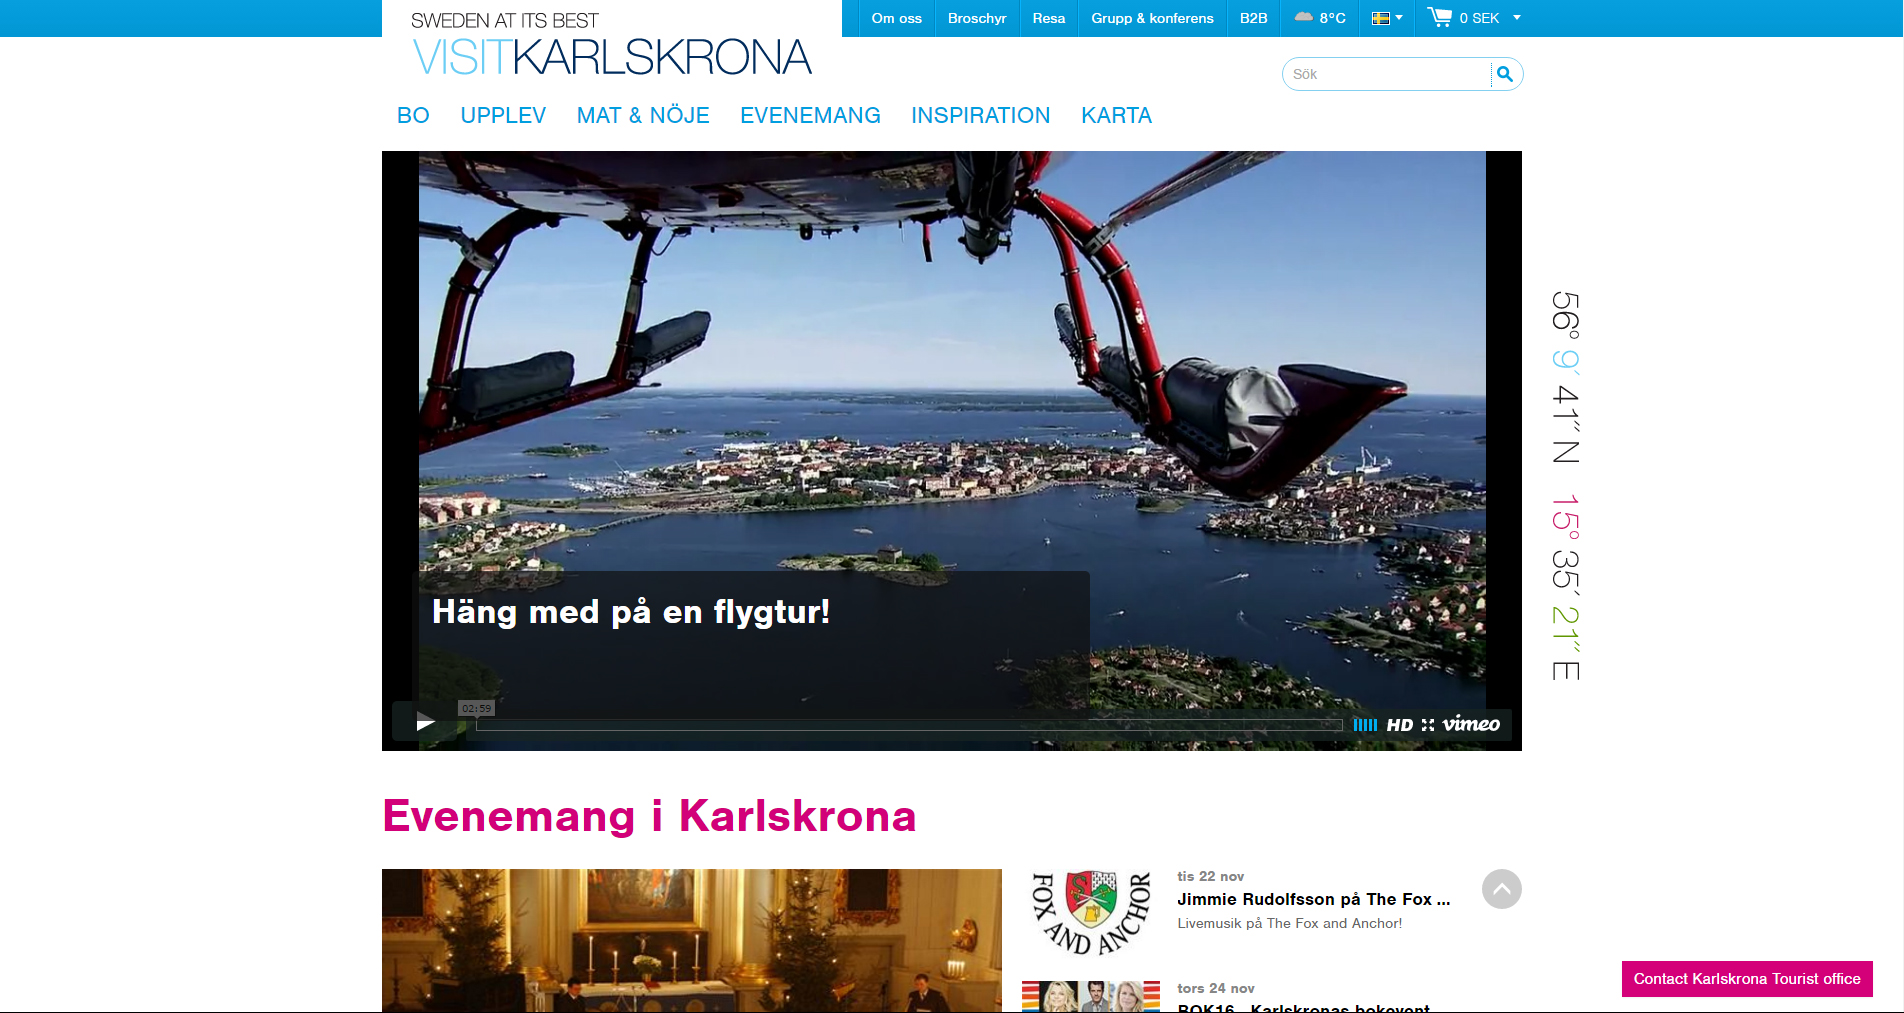 SWEDEN AT ITS BEST
VISITKARLSKRONA
Om oss
Broschyr
Resa
Grupp & konferens
B2B
8°C
0 SEK
Sök
BO
UPPLEV
MAT & NÖJE
EVENEMANG
INSPIRATION
KARTA
56° 9′ 41″ N 15° 35′ 21″ E
Häng med på en flygtur!
02:59
HD
vimeo
Evenemang i Karlskrona
FOX AND ANCHOR
tis 22 nov
Jimmie Rudolfsson på The Fox ...
Livemusik på The Fox and Anchor!
tors 24 nov
BOK16 - Karlskronas bokevent
Contact Karlskrona Tourist office